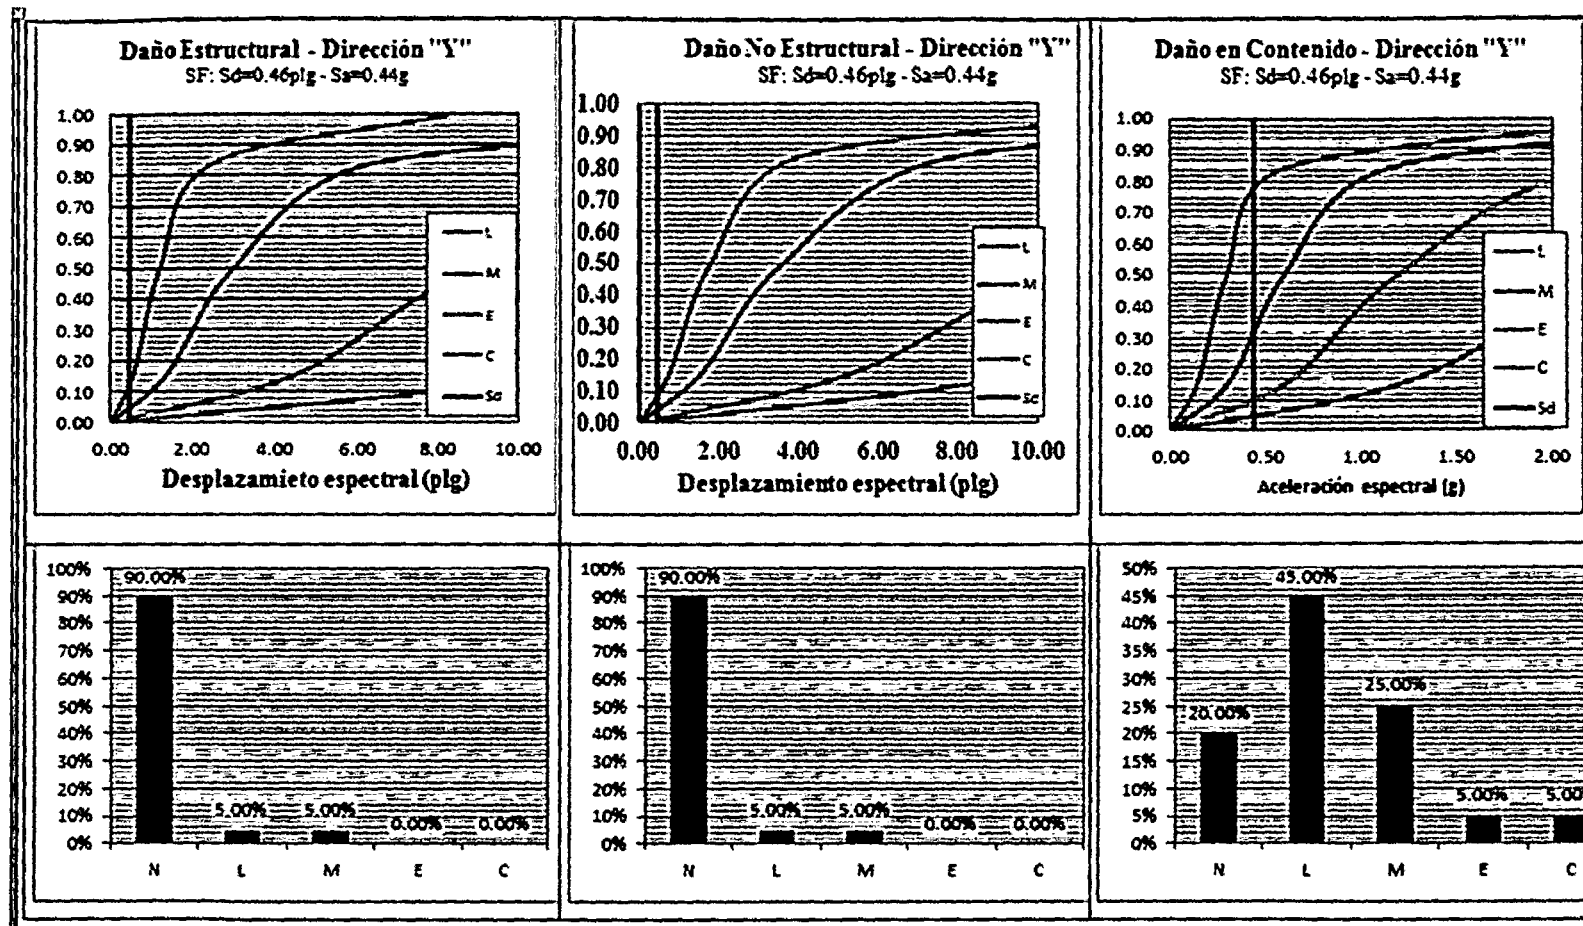 Daño Estructural - Dirección "Y"
SF: Sd=0.46plg - Sa=0.44g
1.00
0.90
0.80
0.70
0.60
0.50
0.40
0.30
0.20
0.10
0.00
L
M
E
C
Sd
0.00 2.00 4.00 6.00 8.00 10.00
Desplazamieto espectral (plg)
Daño No Estructural - Dirección "Y"
SF: Sd=0.46plg - Sa=0.44g
1.00
0.90
0.80
0.70
0.60
0.50
0.40
0.30
0.20
0.10
0.00
L
M
E
C
Sd
0.00 2.00 4.00 6.00 8.00 10.00
Desplazamiento espectral (plg)
Daño en Contenido - Dirección "Y"
SF: Sd=0.46plg - Sa=0.44g
1.00
0.90
0.80
0.70
0.60
0.50
0.40
0.30
0.20
0.10
0.00
L
M
E
C
Sd
0.00 0.50 1.00 1.50 2.00
Aceleración espectral (g)
100%
90%
80%
70%
60%
50%
40%
30%
20%
10%
0%
90.00%
5.00% 5.00% 0.00% 0.00%
N L M E C
100%
90%
80%
70%
60%
50%
40%
30%
20%
10%
0%
90.00%
5.00% 5.00% 0.00% 0.00%
N L M E C
50%
45%
40%
35%
30%
25%
20%
15%
10%
5%
0%
45.00%
25.00%
20.00%
5.00% 5.00
N L M E C